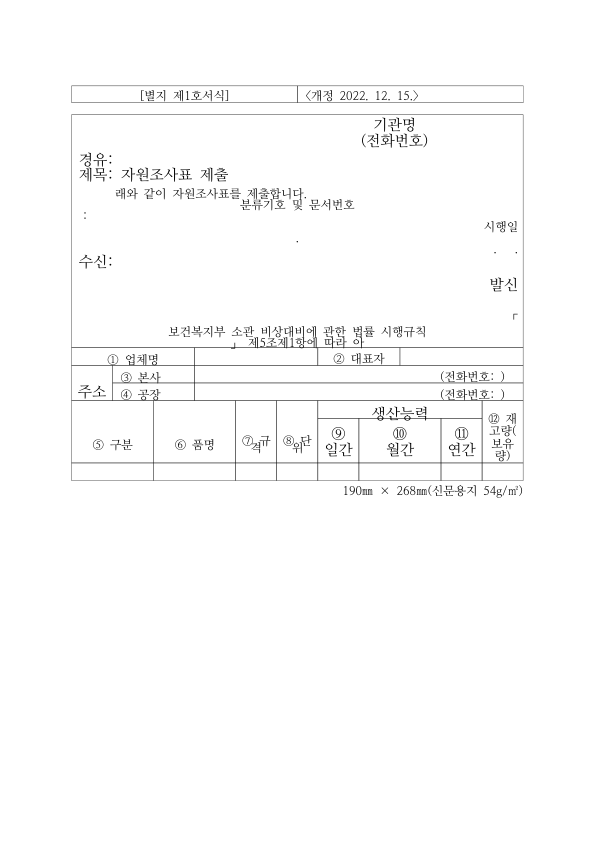 [별지 제1호서식] 〈개정 2022. 12. 15.〉
기관명
(전화번호)
경유:
제목: 자원조사표 제출
래와 같이 자원조사표를 제출합니다.
분류기호 및 문서번호
:
시행일
.
. .
수신:
발신
「
보건복지부 소관 비상대비에 관한 법률 시행규칙
」 제5조제1항에 따라 아
① 업체명 ② 대표자
주소 ③ 본사 (전화번호: )
④ 공장 (전화번호: )
⑤ 구분 ⑥ 품명 ⑦규격 ⑧단위 생산능력 ⑫ 재고량(보유량)
⑨ 일간 ⑩ 월간 ⑪ 연간
190㎜ × 268㎜(신문용지 54g/㎡)